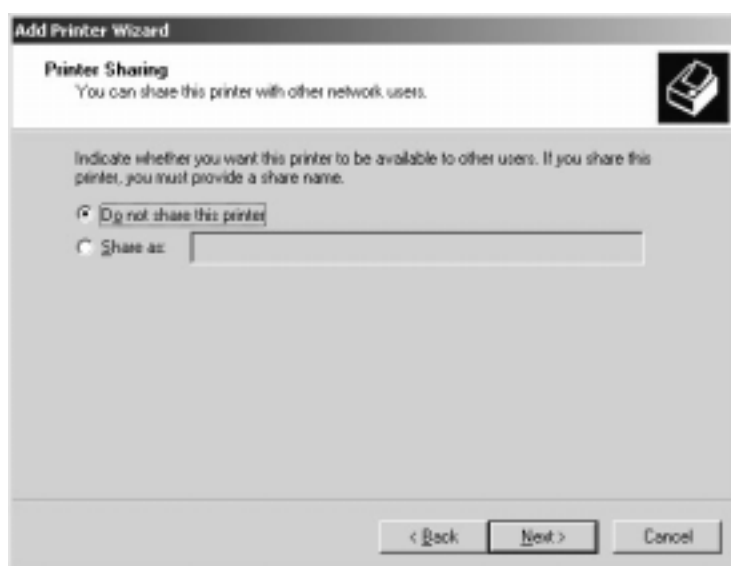 Add Printer Wizard
Printer Sharing
You can share this printer with other network users.
Indicate whether you want this printer to be available to other users. If you share this
printer, you must provide a share name.
Do not share this printer
Share as:
< Back
Next >
Cancel